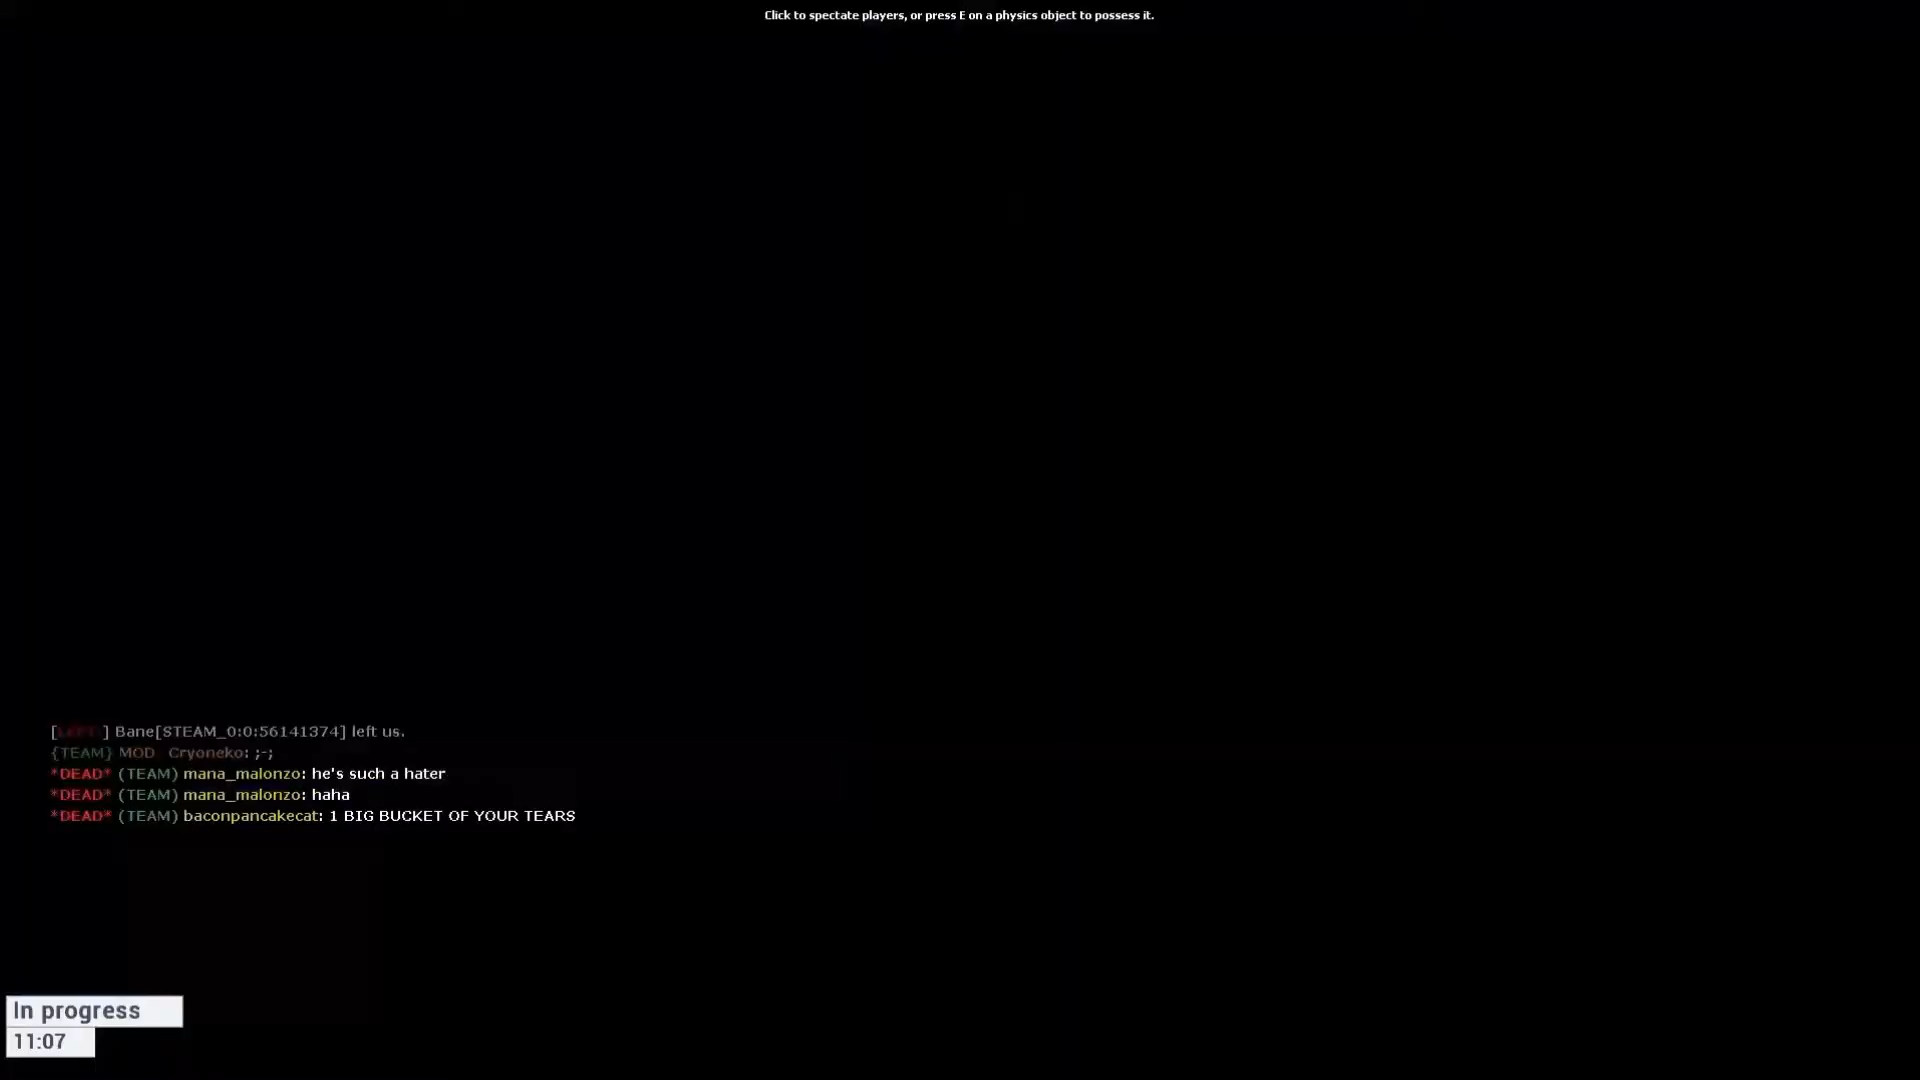 Click to spectate players, or press E on a physics object to possess it.
[LEFT] Bane[STEAM_0:0:56141374] left us.
{TEAM} MOD Cryoneko: ;-;
*DEAD* (TEAM) mana_malonzo: he's such a hater
*DEAD* (TEAM) mana_malonzo: haha
*DEAD* (TEAM) baconpancakecat: 1 BIG BUCKET OF YOUR TEARS
In progress
11:07